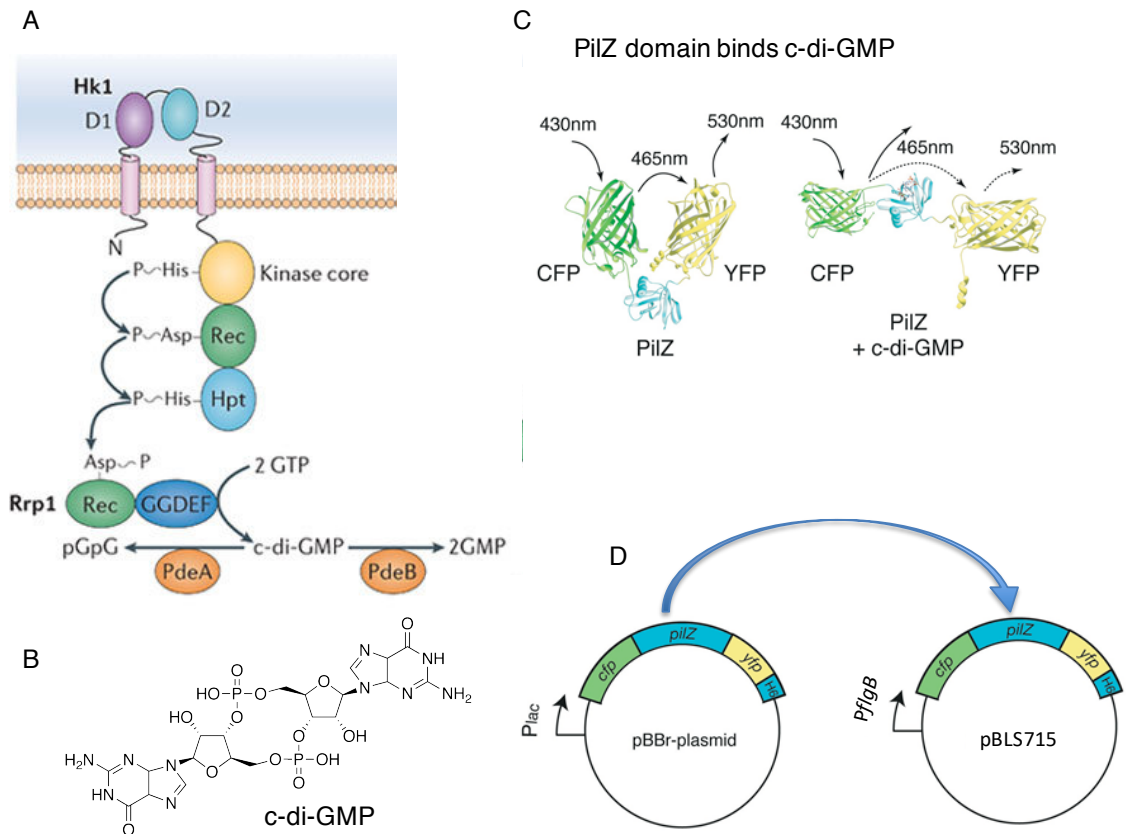 A
Hk1
D1
D2
N
P~His
Kinase core
P~Asp
Rec
P~His
Hpt
Asp~P
2 GTP
Rrp1
Rec
GGDEF
pGpG
c-di-GMP
2GMP
PdeA
PdeB
B
O
N
NH
N
N
NH2
O
HO
P
O
O
HO
O
OH
O
O
P
OH
O
O
H2N
N
N
HN
N
O
c-di-GMP
C
PilZ domain binds c-di-GMP
430nm
465nm
530nm
CFP
YFP
PilZ
430nm
465nm
530nm
CFP
YFP
PilZ
+ c-di-GMP
D
cfp
pilZ
yfp
H6
Plac
pBBr-plasmid
cfp
pilZ
yfp
H6
PflgB
pBLS715